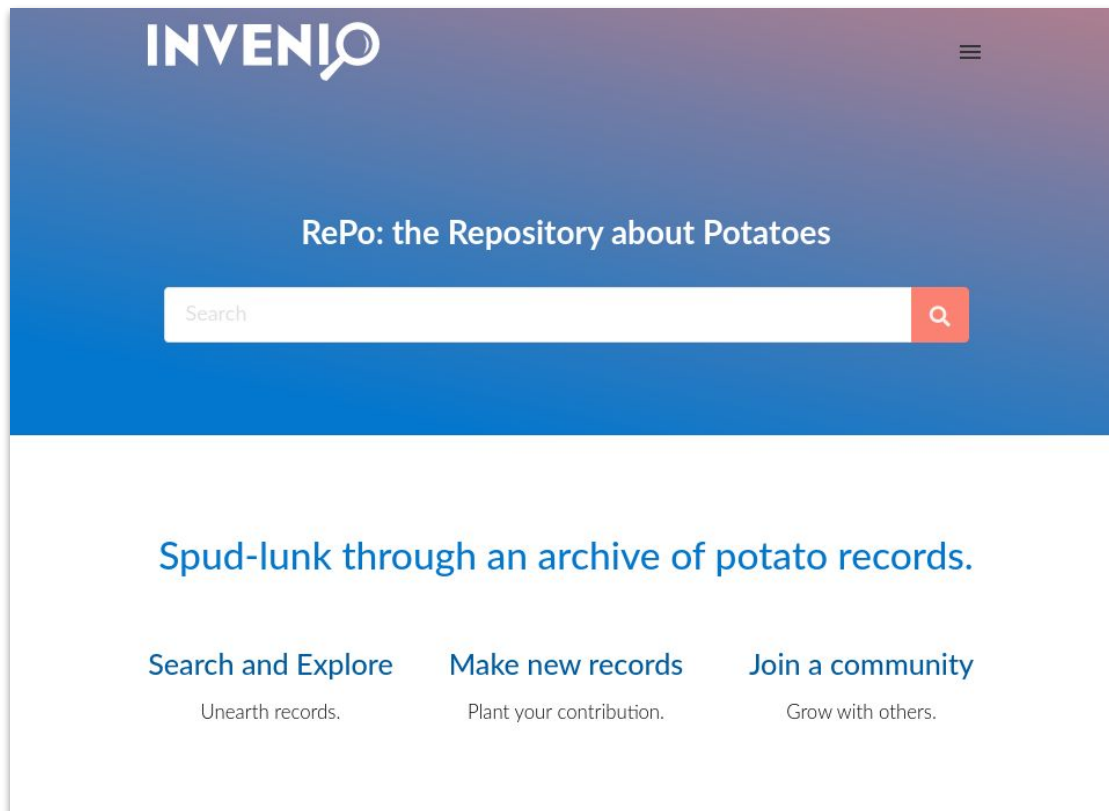 INVENIO
RePo: the Repository about Potatoes
Search
Spud-lunk through an archive of potato records.
Search and Explore
Unearth records.
Make new records
Plant your contribution.
Join a community
Grow with others.